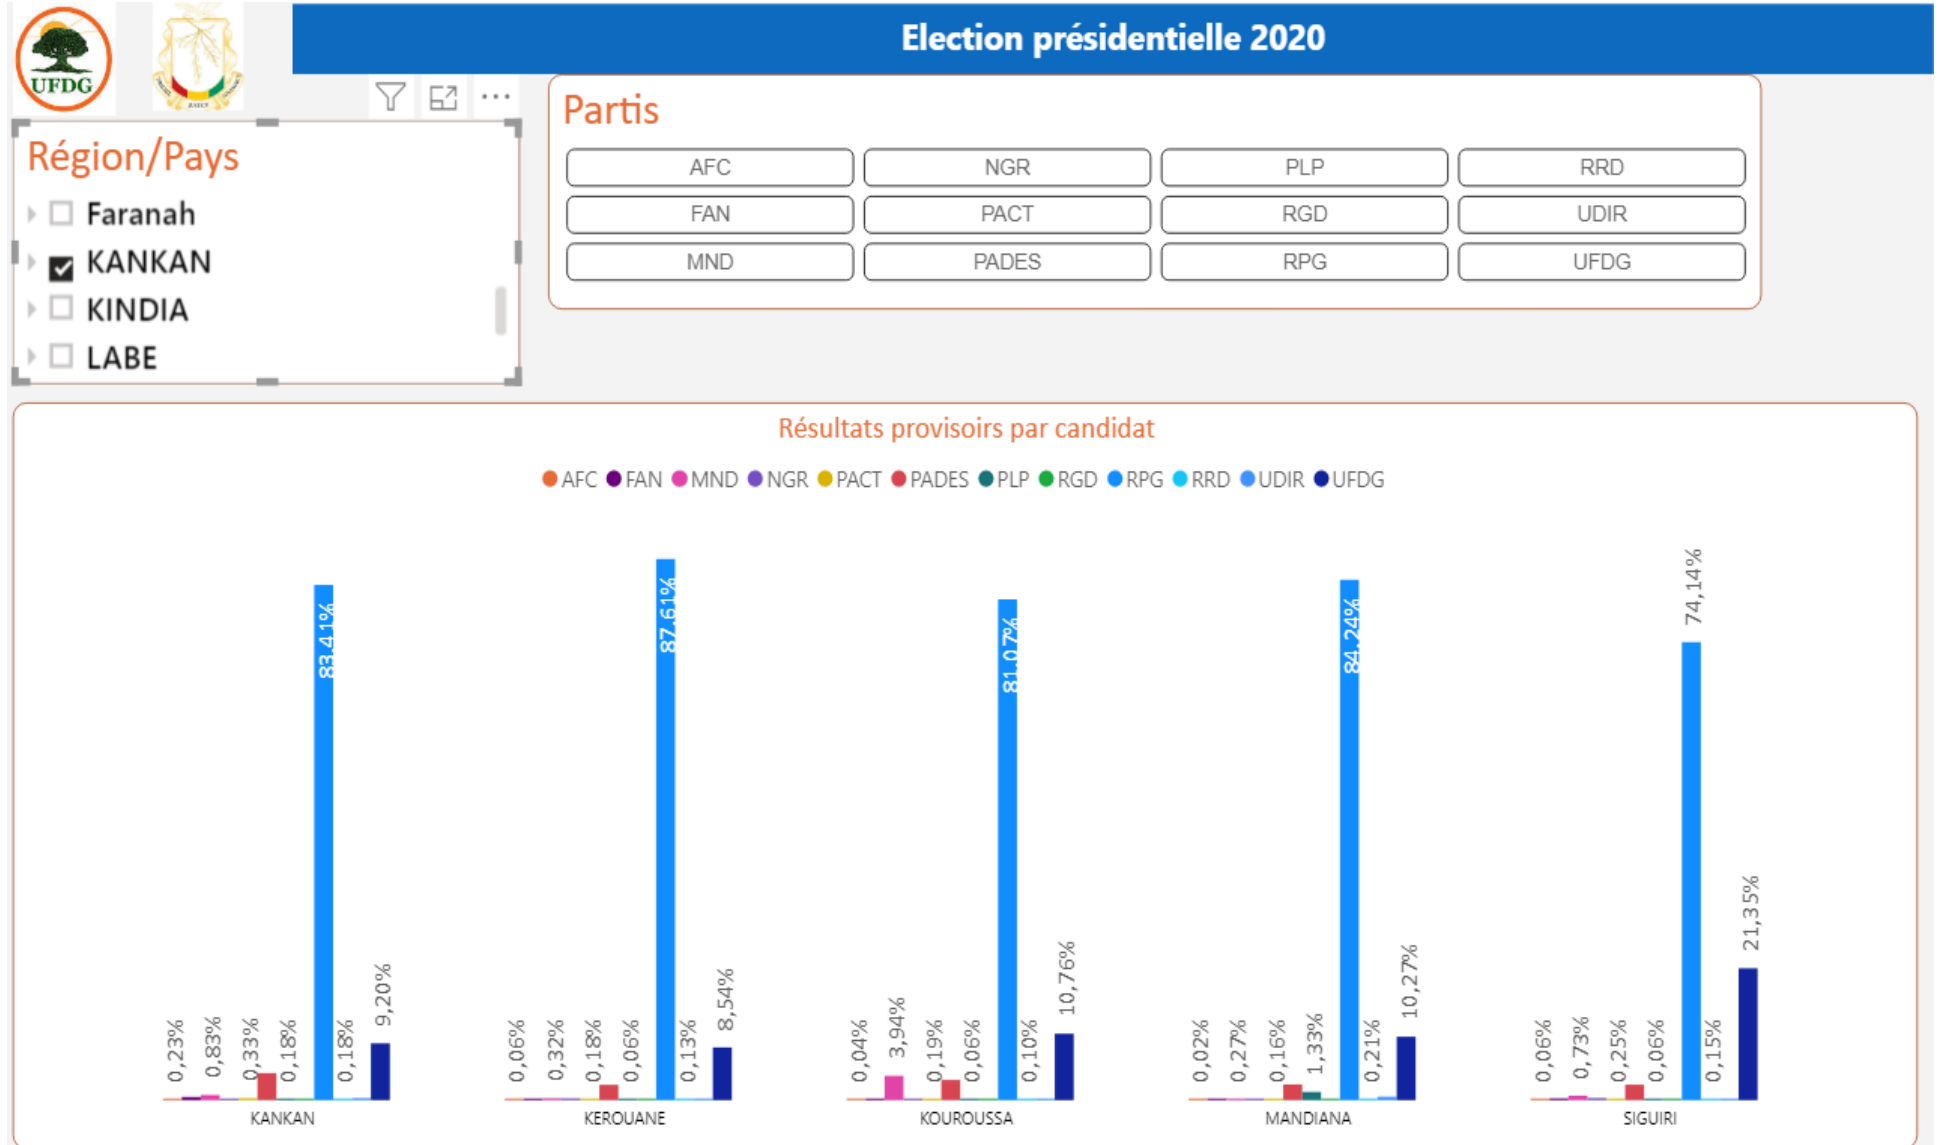 UFDG
Election présidentielle 2020
Région/Pays
Faranah
KANKAN
KINDIA
LABE
Partis
AFC NGR PLP RRD
FAN PACT RGD UDIR
MND PADES RPG UFDG
Résultats provisoirs par candidat
AFC FAN MND NGR PACT PADES PLP RGD RPG RRD UDIR UFDG
0,23% 0,83% 0,33% 0,18% 83,41% 0,18% 9,20%
0,06% 0,32% 0,18% 0,06% 87,61% 0,13% 8,54%
0,04% 3,94% 0,19% 0,06% 81,07% 0,10% 10,76%
0,02% 0,27% 0,16% 1,33% 84,24% 0,21% 10,27%
0,06% 0,73% 0,25% 0,06% 74,14% 0,15% 21,35%
KANKAN KEROUANE KOUROUSSA MANDIANA SIGUIRI